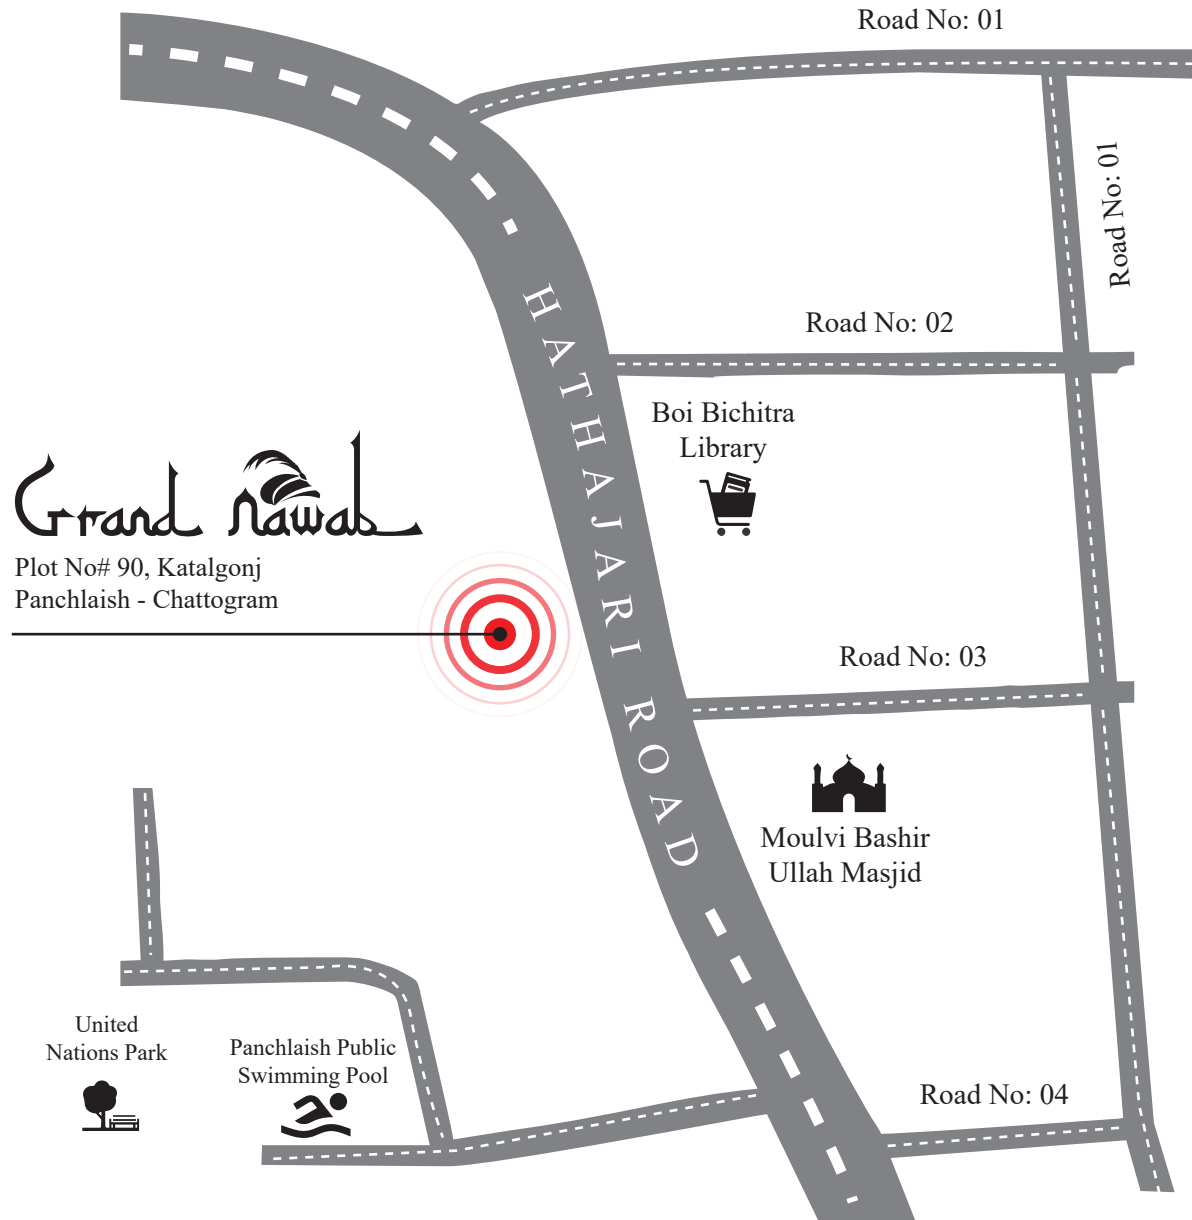 Road No: 01
Road No: 01
Road No: 02
HATHAJARI ROAD
Boi Bichitra
Library
Grand Nawab
Plot No# 90, Katalgonj
Panchlaish - Chattogram
Road No: 03
Moulvi Bashir
Ullah Masjid
United
Nations Park
Panchlaish Public
Swimming Pool
Road No: 04